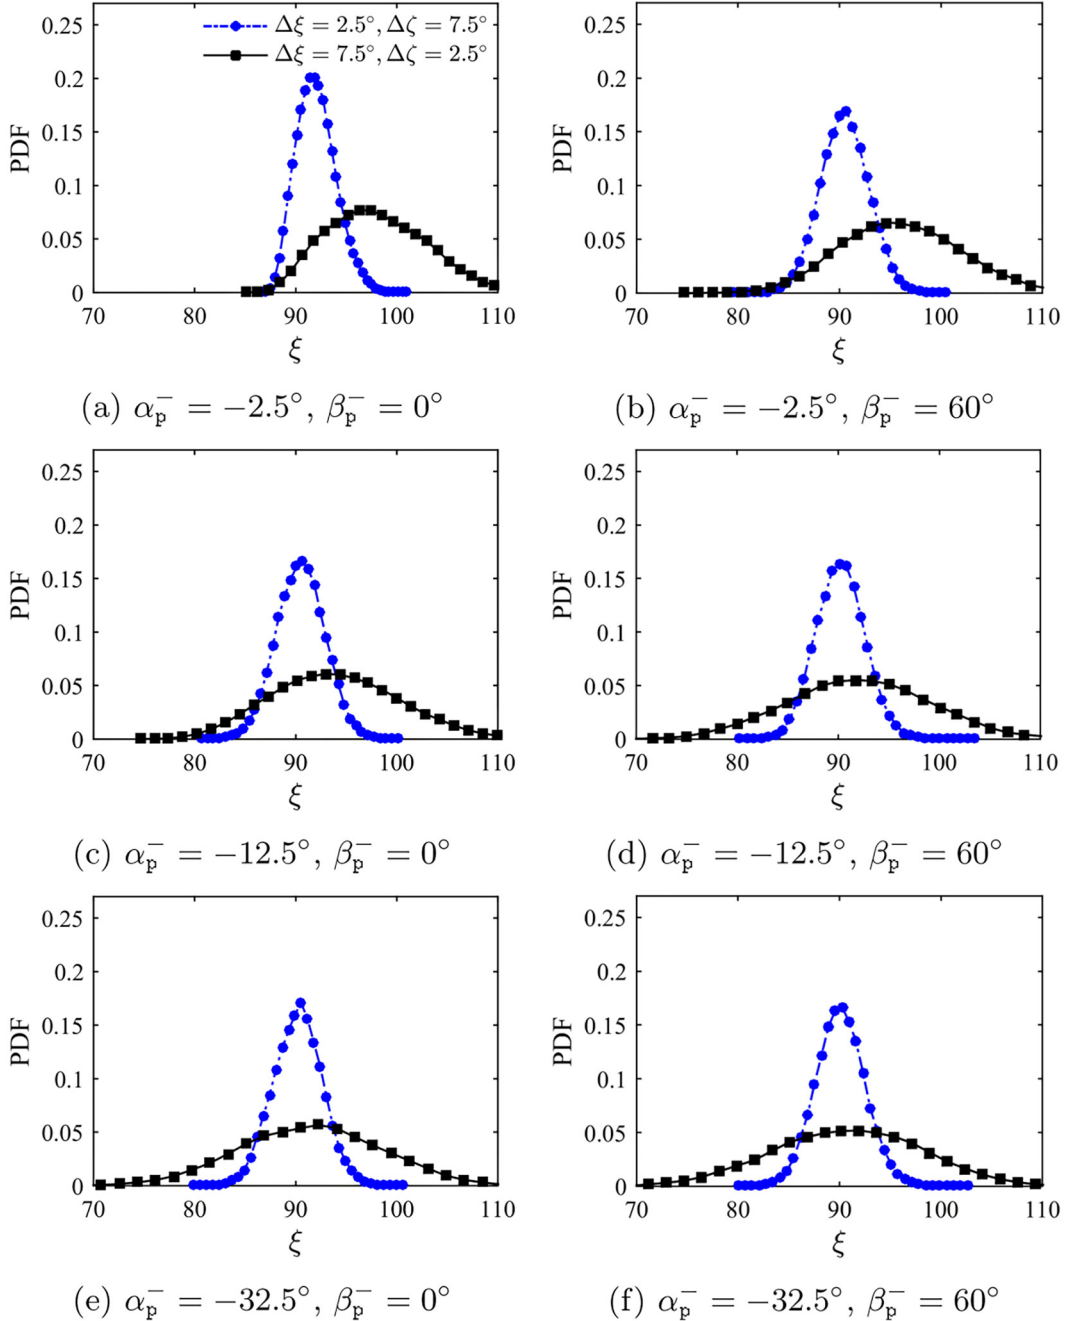 Δξ = 2.5°, Δζ = 7.5°
Δξ = 7.5°, Δζ = 2.5°
0.25
0.2
0.15
0.1
0.05
0
PDF
70 80 90 100 110
ξ
0.25
0.2
0.15
0.1
0.05
0
PDF
70 80 90 100 110
ξ
(a) α_p^- = −2.5°, β_p^- = 0°
(b) α_p^- = −2.5°, β_p^- = 60°
0.25
0.2
0.15
0.1
0.05
0
PDF
70 80 90 100 110
ξ
0.25
0.2
0.15
0.1
0.05
0
PDF
70 80 90 100 110
ξ
(c) α_p^- = −12.5°, β_p^- = 0°
(d) α_p^- = −12.5°, β_p^- = 60°
0.25
0.2
0.15
0.1
0.05
0
PDF
70 80 90 100 110
ξ
0.25
0.2
0.15
0.1
0.05
0
PDF
70 80 90 100 110
ξ
(e) α_p^- = −32.5°, β_p^- = 0°
(f) α_p^- = −32.5°, β_p^- = 60°